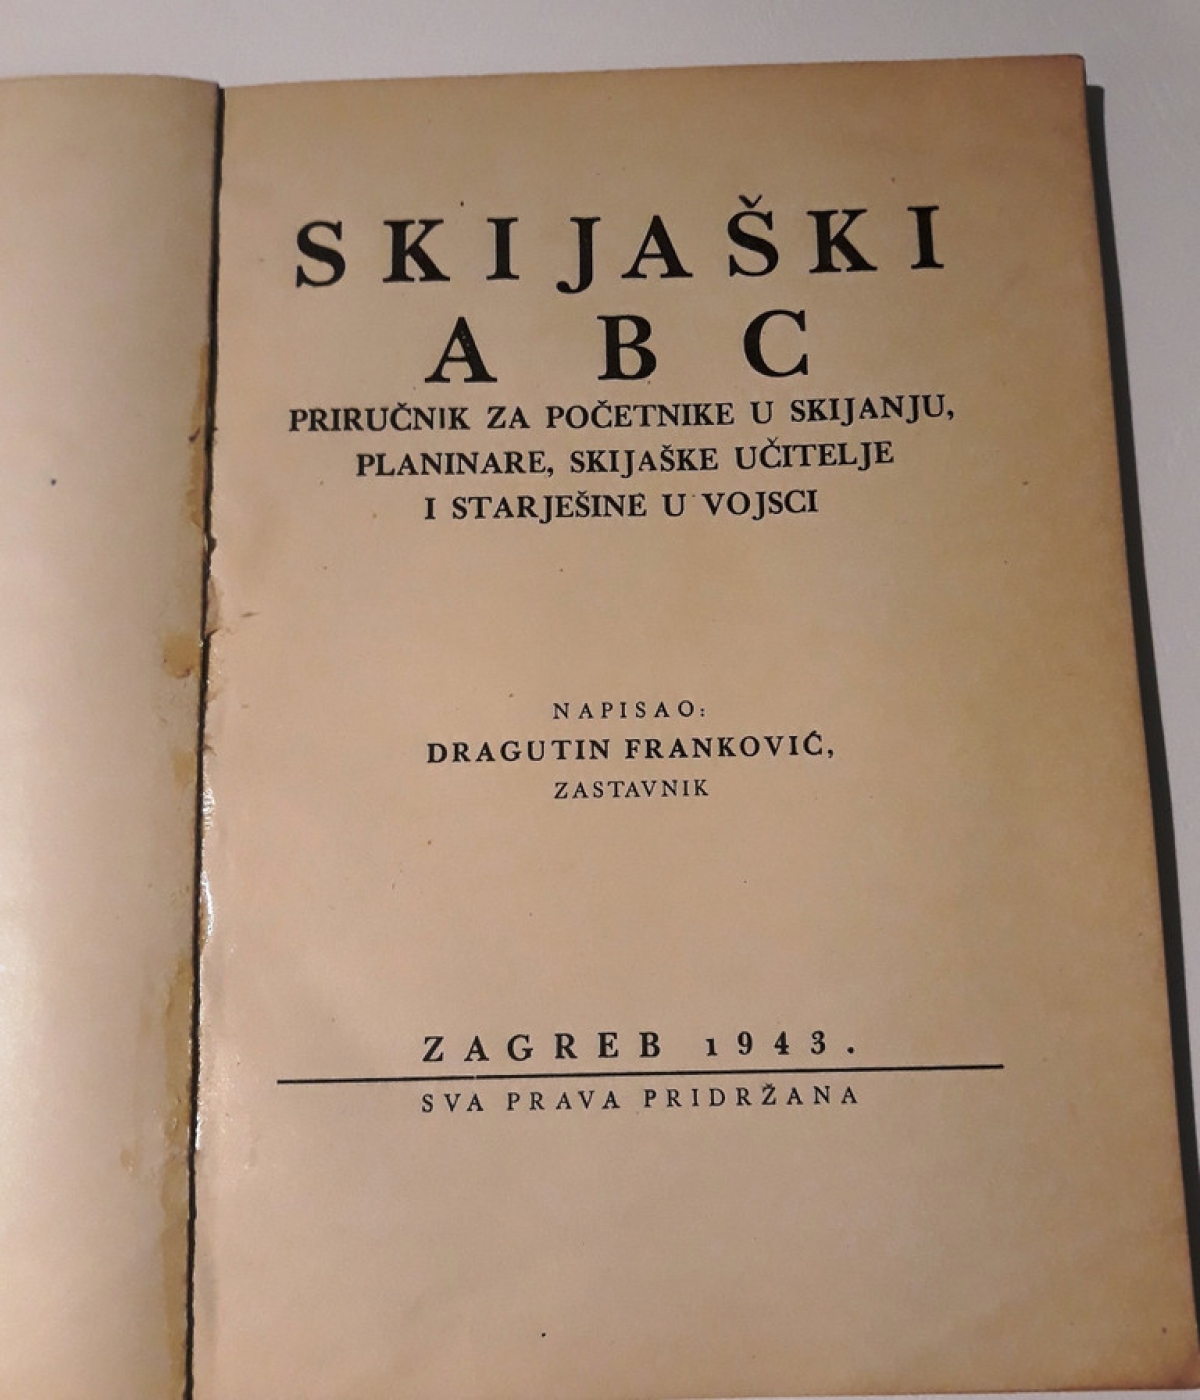 SKIJAŠKI
ABC
PRIRUČNIK ZA POČETNIKE U SKIJANJU,
PLANINARE, SKIJAŠKE UČITELJE
I STARJEŠINE U VOJSCI
NAPISAO:
DRAGUTIN FRANKOVIĆ,
ZASTAVNIK
ZAGREB 1943.
SVA PRAVA PRIDRŽANA